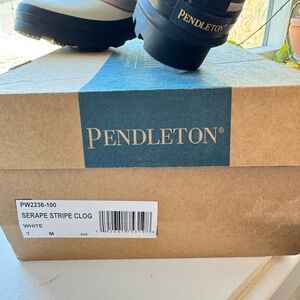 PENDLETON
PENDLETON®
PW2236-100
SERAPE STRIPE CLOG
WHITE
7 M